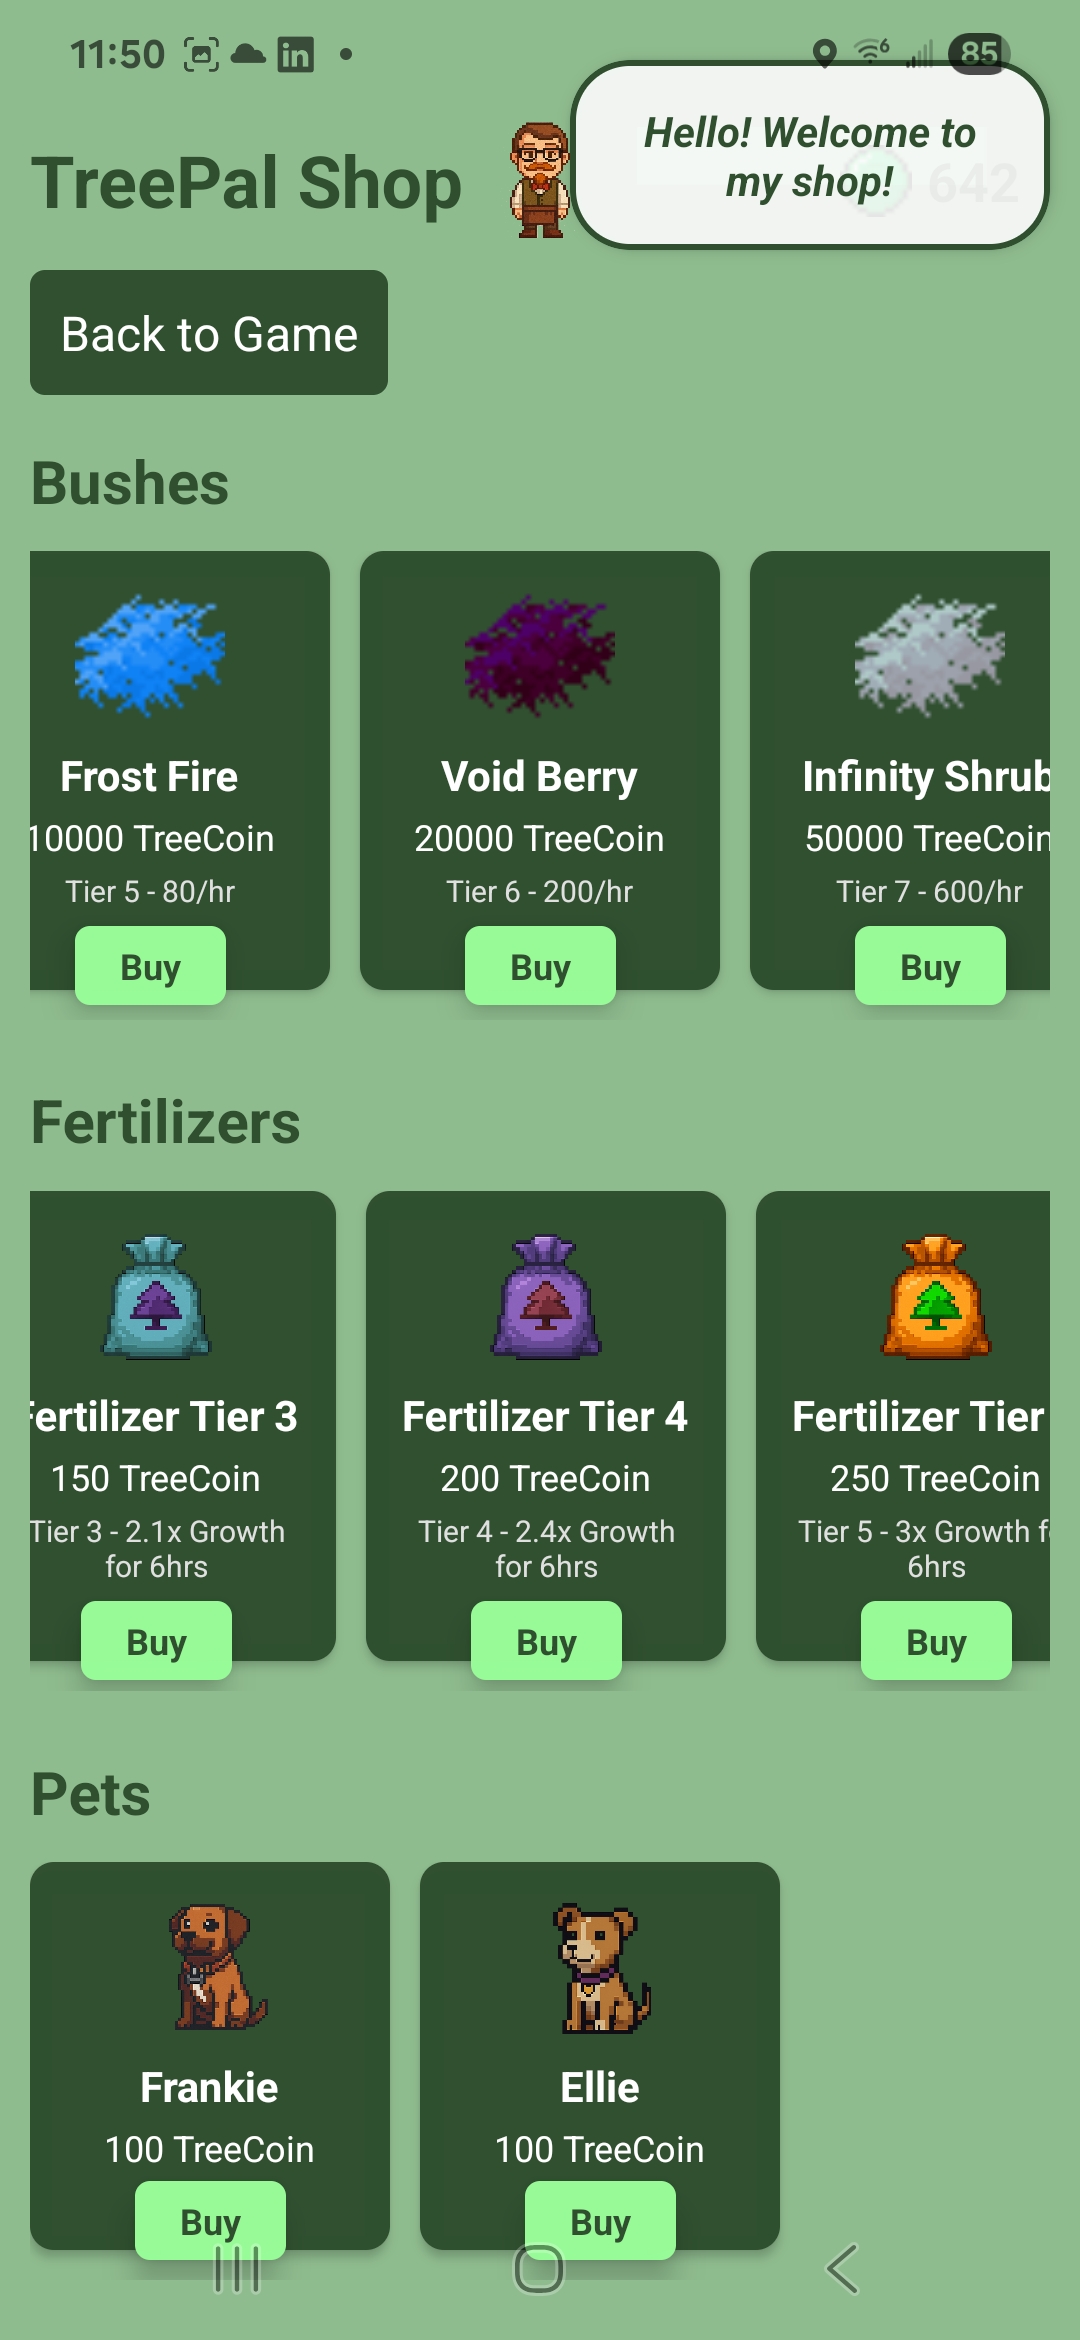 11:50
85
TreePal Shop
Hello! Welcome to
my shop!
642
Back to Game
Bushes
Frost Fire
Void Berry
Infinity Shrub
10000 TreeCoin
20000 TreeCoin
50000 TreeCoin
Tier 5 - 80/hr
Tier 6 - 200/hr
Tier 7 - 600/hr
Buy
Buy
Buy
Fertilizers
Fertilizer Tier 3
Fertilizer Tier 4
Fertilizer Tier
150 TreeCoin
200 TreeCoin
250 TreeCoin
Tier 3 - 2.1x Growth
for 6hrs
Tier 4 - 2.4x Growth
for 6hrs
Tier 5 - 3x Growth f
6hrs
Buy
Buy
Buy
Pets
Frankie
Ellie
100 TreeCoin
100 TreeCoin
Buy
Buy